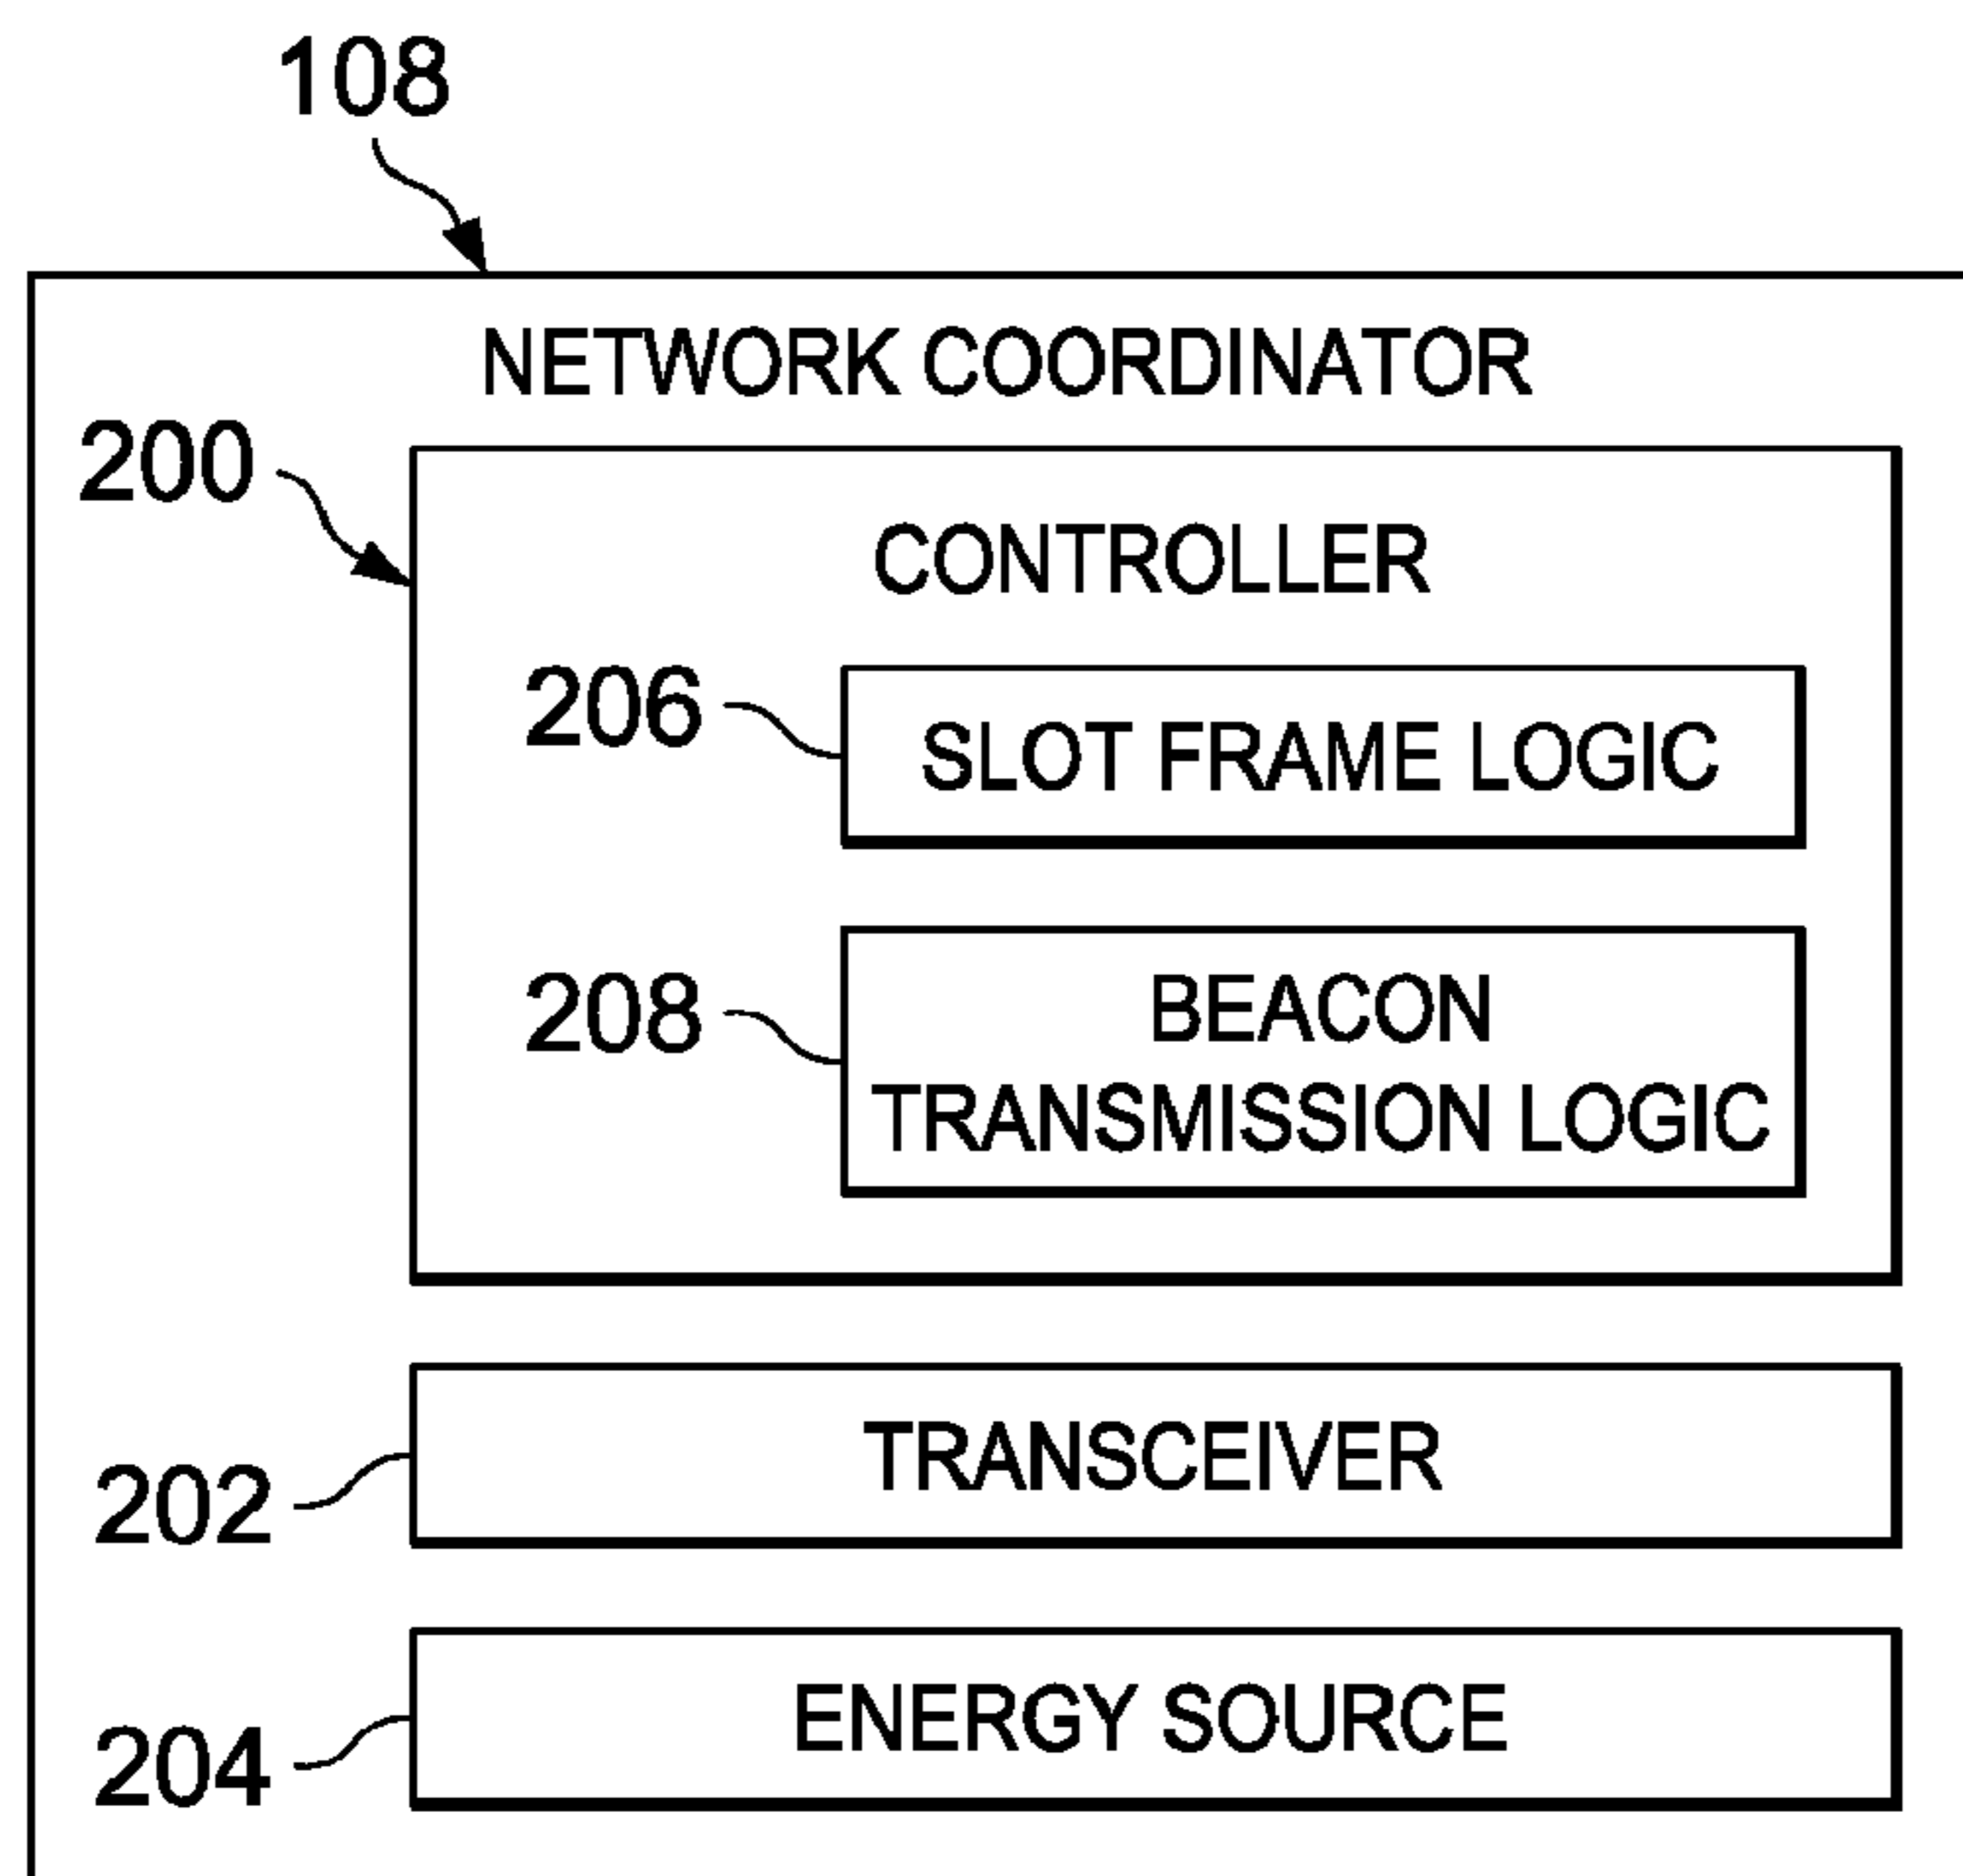 108
NETWORK COORDINATOR
200
CONTROLLER
206
SLOT FRAME LOGIC
208
BEACON
TRANSMISSION LOGIC
202
TRANSCEIVER
204
ENERGY SOURCE